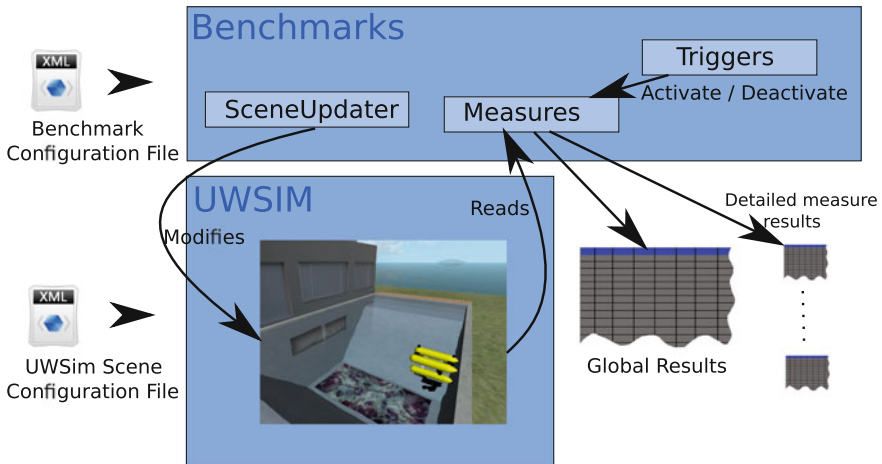 Benchmarks
XML
Benchmark
Configuration File
SceneUpdater
Measures
Triggers
Activate / Deactivate
UWSIM
Modifies
Reads
Detailed measure
results
XML
UWSim Scene
Configuration File
Global Results